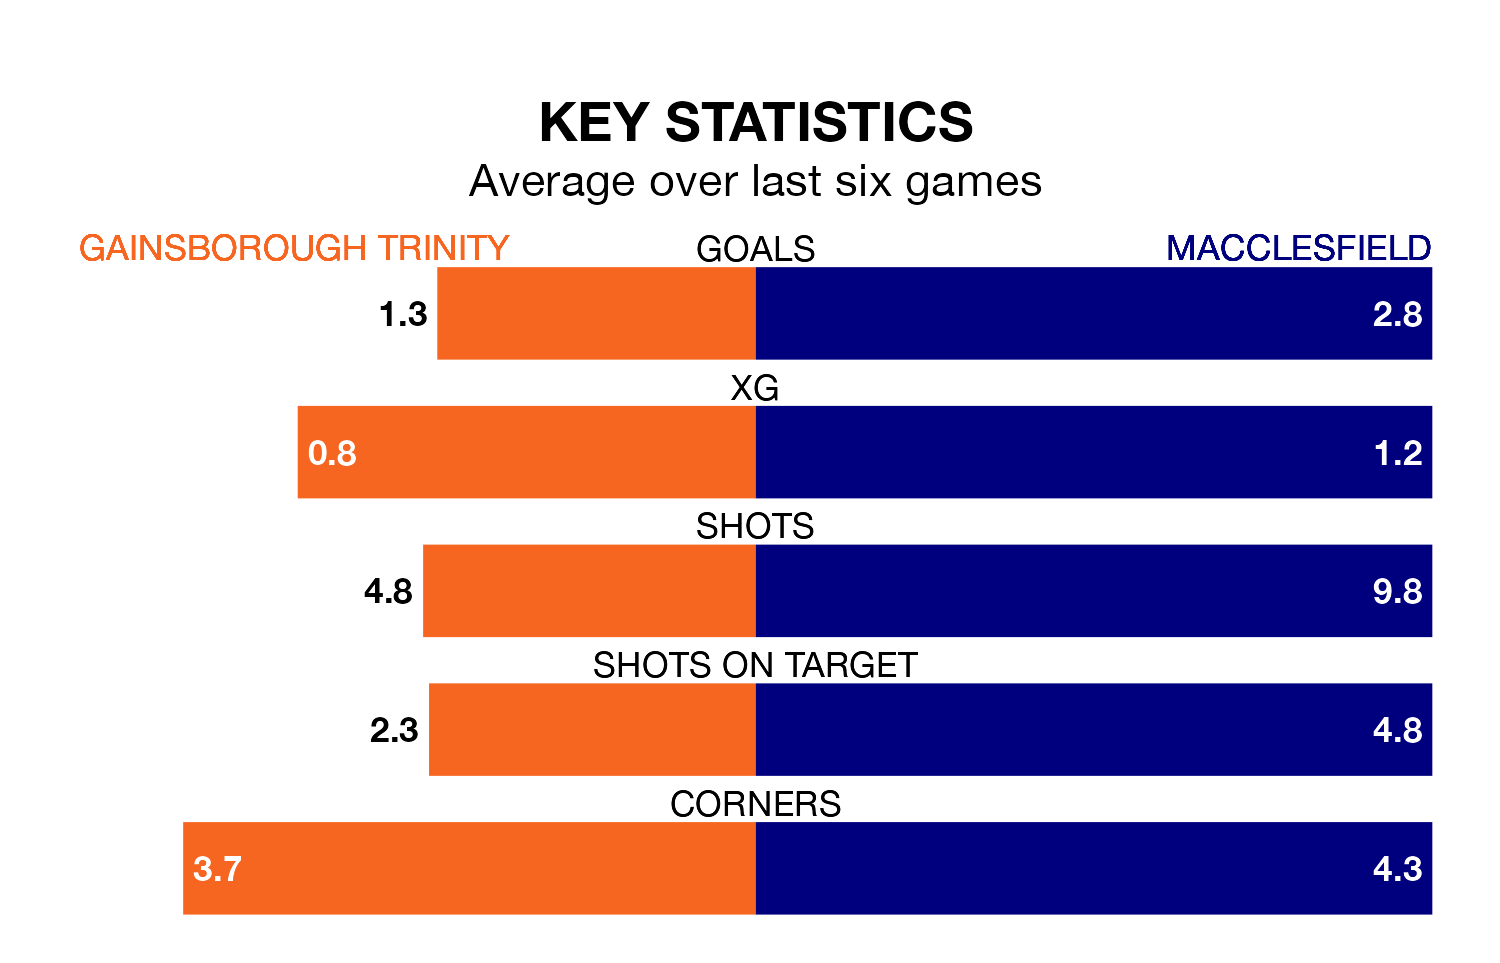 KEY STATISTICS
Average over last six games
GAINSBOROUGH TRINITY GOALS MACCLESFIELD
1.3 2.8
XG
0.8 1.2
SHOTS
4.8 9.8
SHOTS ON TARGET
2.3 4.8
CORNERS
3.7 4.3